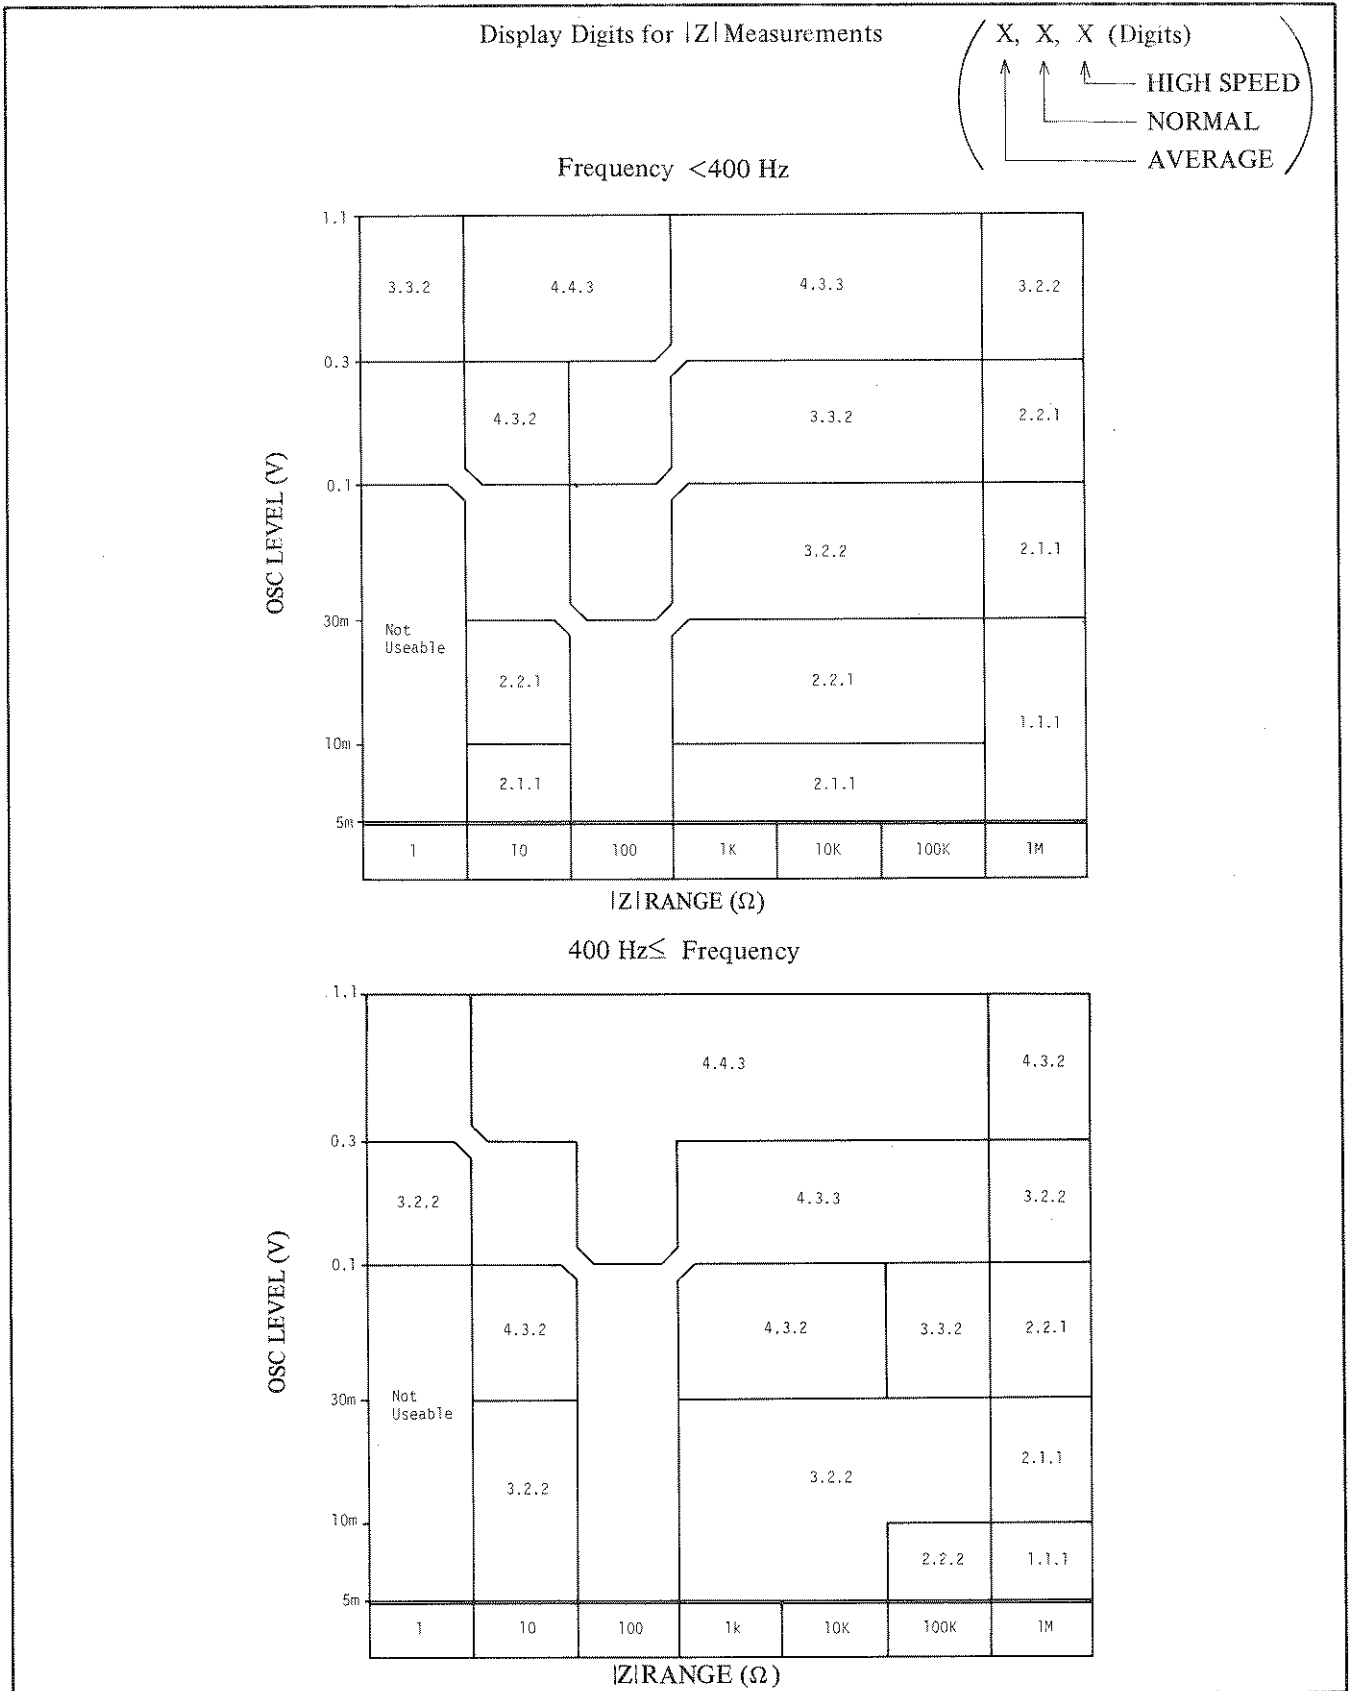 Display Digits for |Z| Measurements
X, X, X (Digits)
HIGH SPEED
NORMAL
AVERAGE
Frequency <400 Hz
OSC LEVEL (V)
1.1
3.3.2
4.4.3
4.3.3
3.2.2
0.3
4.3.2
3.3.2
2.2.1
0.1
3.2.2
2.1.1
30m
Not
Useable
2.2.1
2.2.1
1.1.1
10m
2.1.1
2.1.1
5m
1 10 100 1K 10K 100K 1M
|Z| RANGE (Ω)
400 Hz≤ Frequency
OSC LEVEL (V)
1.1
4.4.3
4.3.2
0.3
3.2.2
4.3.3
3.2.2
0.1
4.3.2
4.3.2
3.3.2
2.2.1
30m
Not
Useable
3.2.2
3.2.2
2.1.1
10m
2.2.2
1.1.1
5m
1 10 100 1k 10K 100K 1M
|Z| RANGE (Ω)